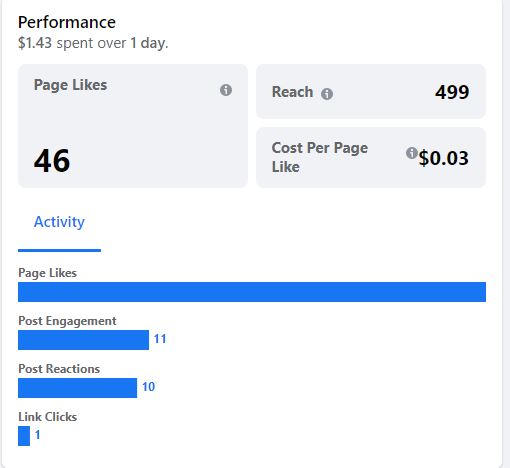 Performance
$1.43 spent over 1 day.
Page Likes
46
Reach
499
Cost Per Page
Like
$0.03
Activity
Page Likes
Post Engagement
11
Post Reactions
10
Link Clicks
1